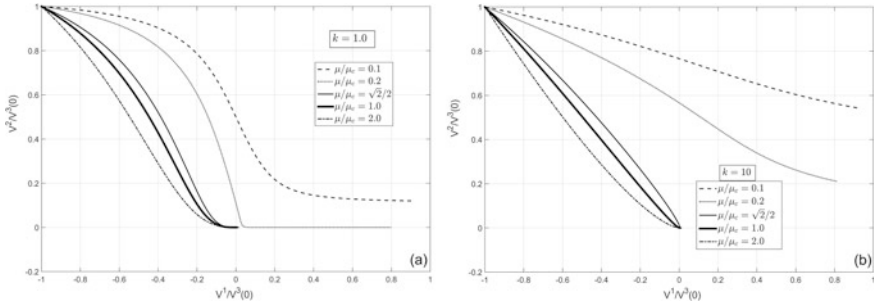 1
0.8
0.6
0.4
0.2
0
-0.2
-1 -0.8 -0.6 -0.4 -0.2 0 0.2 0.4 0.6 0.8 1
V²/V³(0)
V¹/V³(0)
k = 1.0
μ/μc = 0.1
μ/μc = 0.2
μ/μc = √2/2
μ/μc = 1.0
μ/μc = 2.0
(a)
1
0.8
0.6
0.4
0.2
0
-0.2
-1 -0.8 -0.6 -0.4 -0.2 0 0.2 0.4 0.6 0.8 1
V²/V³(0)
V¹/V³(0)
k = 10
μ/μc = 0.1
μ/μc = 0.2
μ/μc = √2/2
μ/μc = 1.0
μ/μc = 2.0
(b)